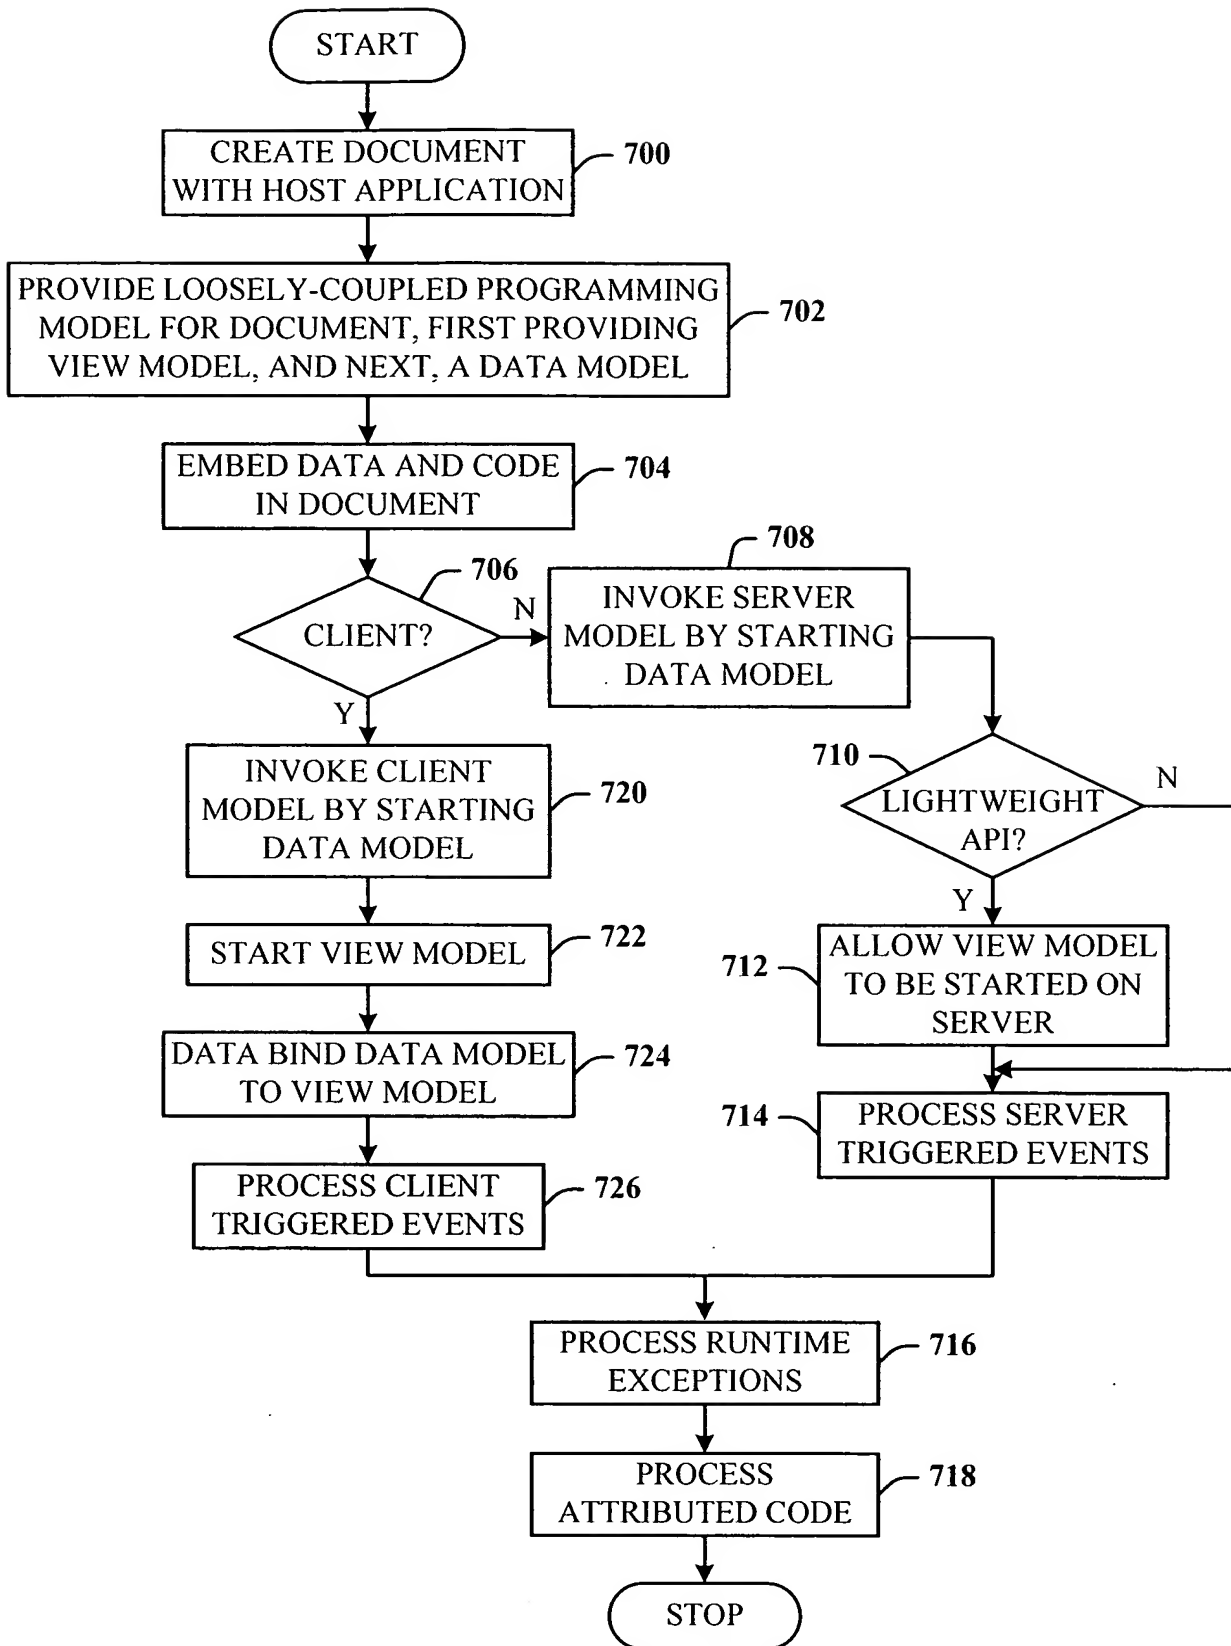 START
CREATE DOCUMENT
WITH HOST APPLICATION
700
PROVIDE LOOSELY-COUPLED PROGRAMMING
MODEL FOR DOCUMENT, FIRST PROVIDING
VIEW MODEL, AND NEXT, A DATA MODEL
702
EMBED DATA AND CODE
IN DOCUMENT
704
CLIENT?
706
N
Y
INVOKE SERVER
MODEL BY STARTING
DATA MODEL
708
LIGHTWEIGHT
API?
710
N
Y
INVOKE CLIENT
MODEL BY STARTING
DATA MODEL
720
START VIEW MODEL
722
ALLOW VIEW MODEL
TO BE STARTED ON
SERVER
712
DATA BIND DATA MODEL
TO VIEW MODEL
724
PROCESS SERVER
TRIGGERED EVENTS
714
PROCESS CLIENT
TRIGGERED EVENTS
726
PROCESS RUNTIME
EXCEPTIONS
716
PROCESS
ATTRIBUTED CODE
718
STOP